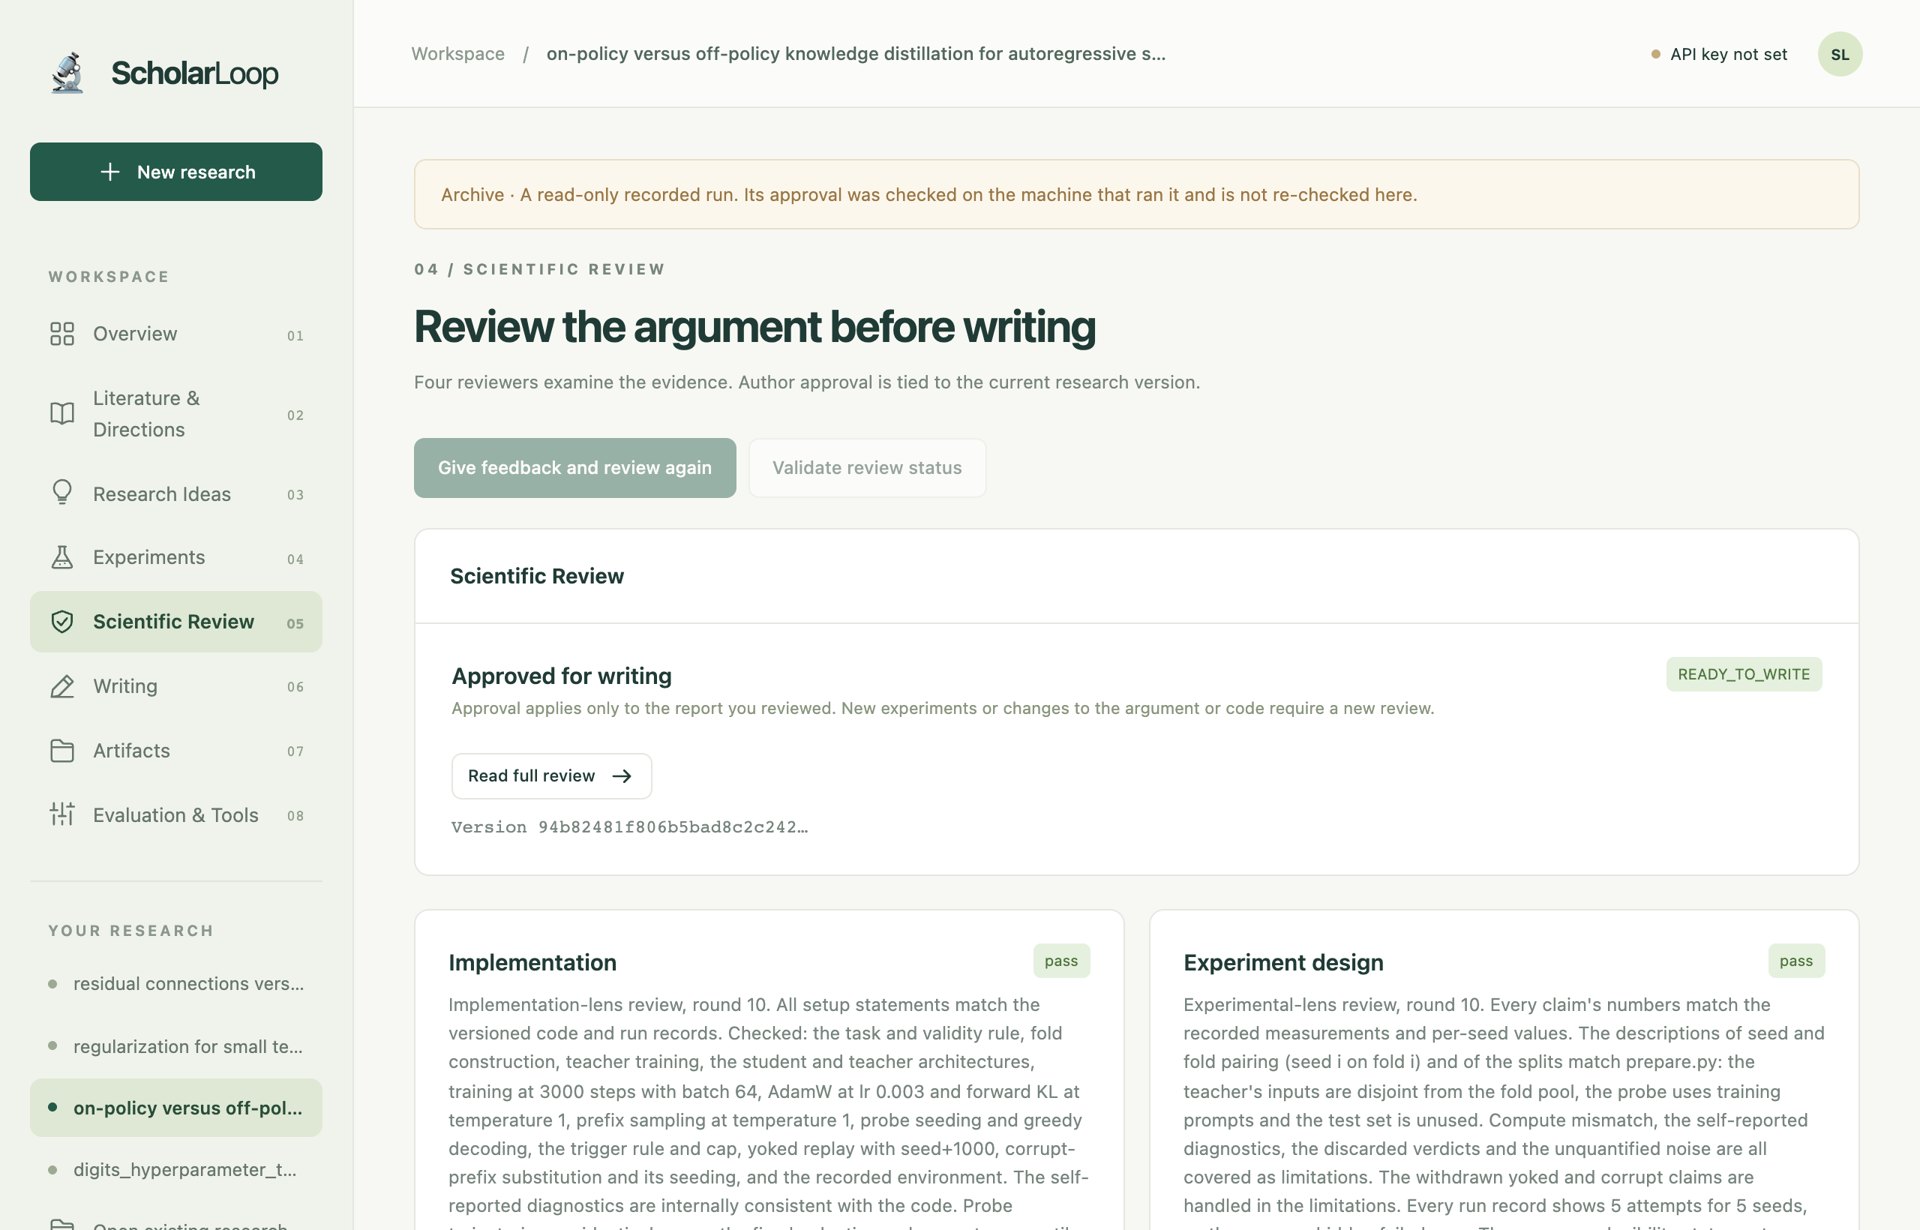 ScholarLoop
New research
WORKSPACE
Overview 01
Literature &
Directions 02
Research Ideas 03
Experiments 04
Scientific Review 05
Writing 06
Artifacts 07
Evaluation & Tools 08
YOUR RESEARCH
residual connections vers...
regularization for small te...
on-policy versus off-pol...
digits_hyperparameter_t...
Open existing research
Workspace / on-policy versus off-policy knowledge distillation for autoregressive s...
API key not set
SL
Archive · A read-only recorded run. Its approval was checked on the machine that ran it and is not re-checked here.
04 / SCIENTIFIC REVIEW
Review the argument before writing
Four reviewers examine the evidence. Author approval is tied to the current research version.
Give feedback and review again
Validate review status
Scientific Review
Approved for writing
READY_TO_WRITE
Approval applies only to the report you reviewed. New experiments or changes to the argument or code require a new review.
Read full review →
Version 94b82481f806b5bad8c2c242…
Implementation
pass
Implementation-lens review, round 10. All setup statements match the
versioned code and run records. Checked: the task and validity rule, fold
construction, teacher training, the student and teacher architectures,
training at 3000 steps with batch 64, AdamW at lr 0.003 and forward KL at
temperature 1, prefix sampling at temperature 1, probe seeding and greedy
decoding, the trigger rule and cap, yoked replay with seed+1000, corrupt-
prefix substitution and its seeding, and the recorded environment. The self-
reported diagnostics are internally consistent with the code. Probe
Experiment design
pass
Experimental-lens review, round 10. Every claim's numbers match the
recorded measurements and per-seed values. The descriptions of seed and
fold pairing (seed i on fold i) and of the splits match prepare.py: the
teacher's inputs are disjoint from the fold pool, the probe uses training
prompts and the test set is unused. Compute mismatch, the self-reported
diagnostics, the discarded verdicts and the unquantified noise are all
covered as limitations. The withdrawn yoked and corrupt claims are
handled in the limitations. Every run record shows 5 attempts for 5 seeds,